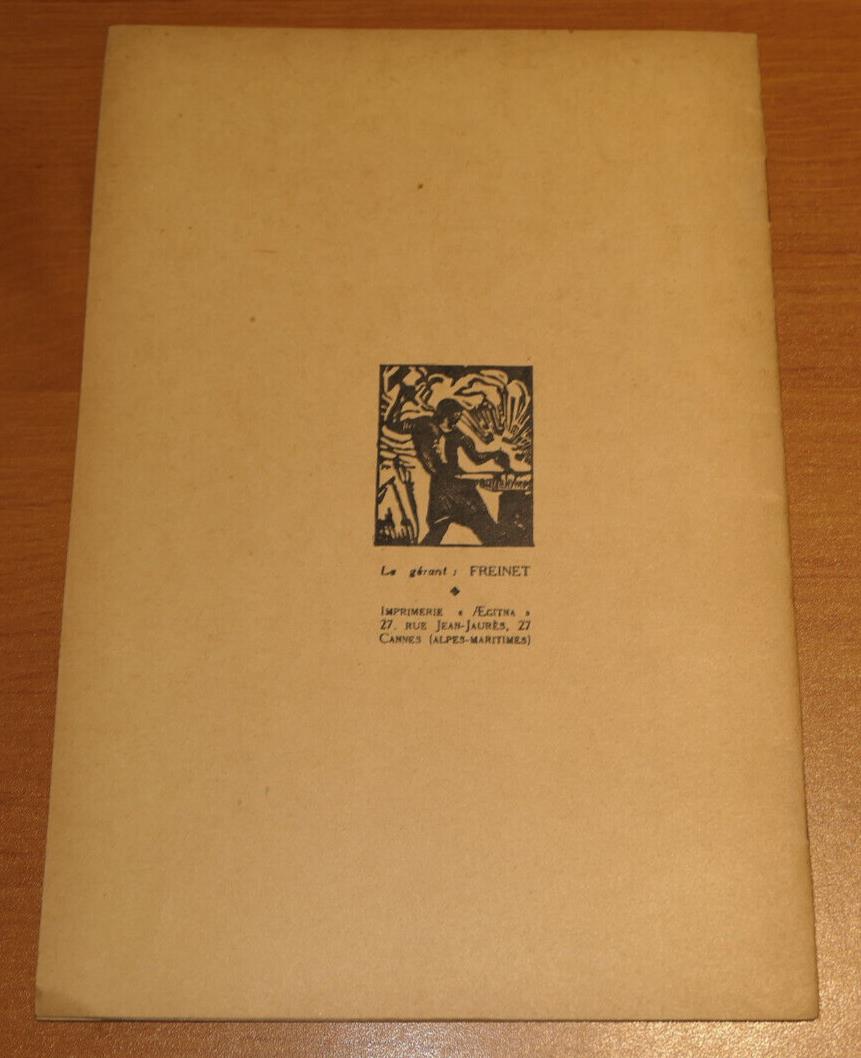 Le gérant : FREINET
IMPRIMERIE « ÆGITNA »
27, RUE JEAN-JAURÈS, 27
CANNES (ALPES-MARITIMES)